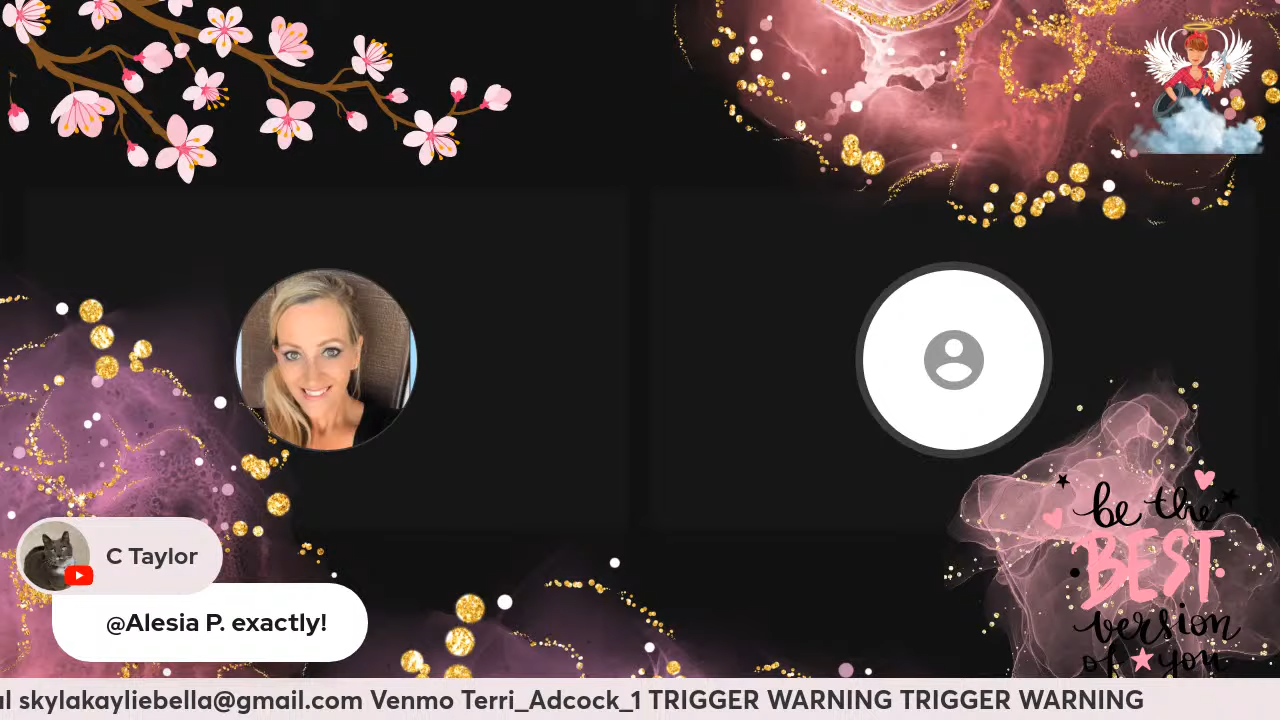 be the
BEST
version
of you
C Taylor
@Alesia P. exactly!
skylakayliebella@gmail.com Venmo Terri_Adcock_1 TRIGGER WARNING TRIGGER WARNING